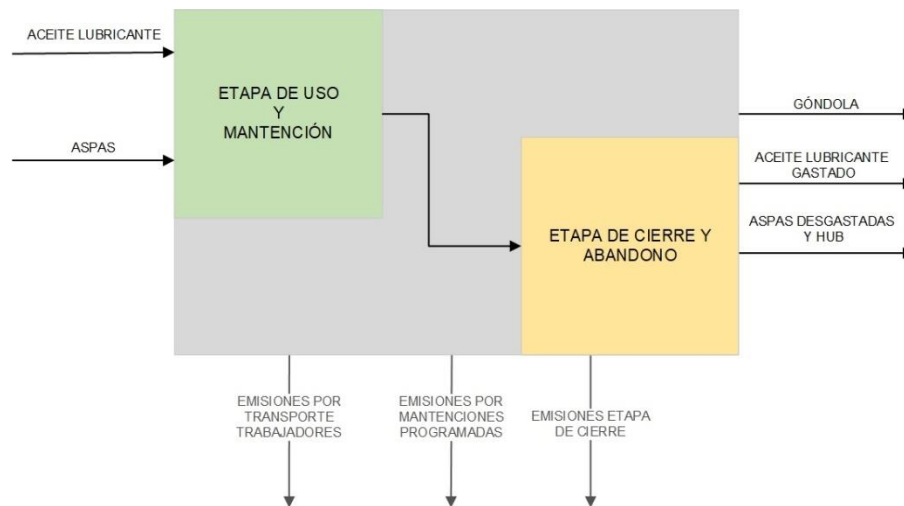 ACEITE LUBRICANTE
ASPAS
ETAPA DE USO
Y
MANTENCIÓN
GÓNDOLA
ACEITE LUBRICANTE
GASTADO
ASPAS DESGASTADAS
Y HUB
ETAPA DE CIERRE Y
ABANDONO
EMISIONES POR
TRANSPORTE
TRABAJADORES
EMISIONES POR
MANTENCIONES
PROGRAMADAS
EMISIONES ETAPA
DE CIERRE